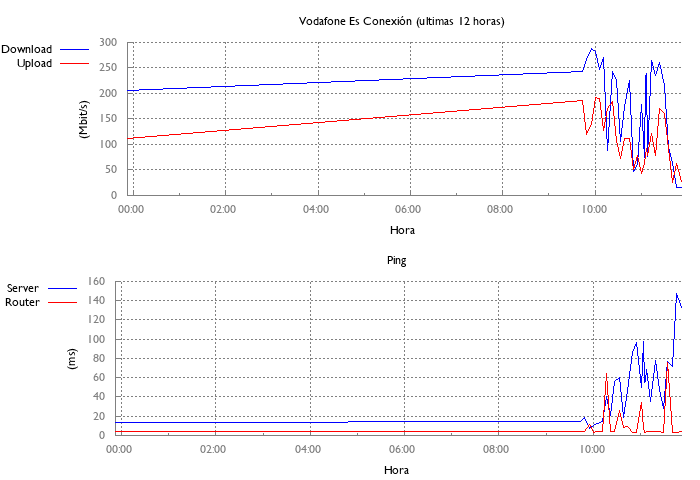 Vodafone Es Conexión (ultimas 12 horas)
Download
Upload
300
250
200
150
100
50
0
(Mbit/s)
00:00 02:00 04:00 06:00 08:00 10:00
Hora
Ping
Server
Router
160
140
120
100
80
60
40
20
0
(ms)
00:00 02:00 04:00 06:00 08:00 10:00
Hora